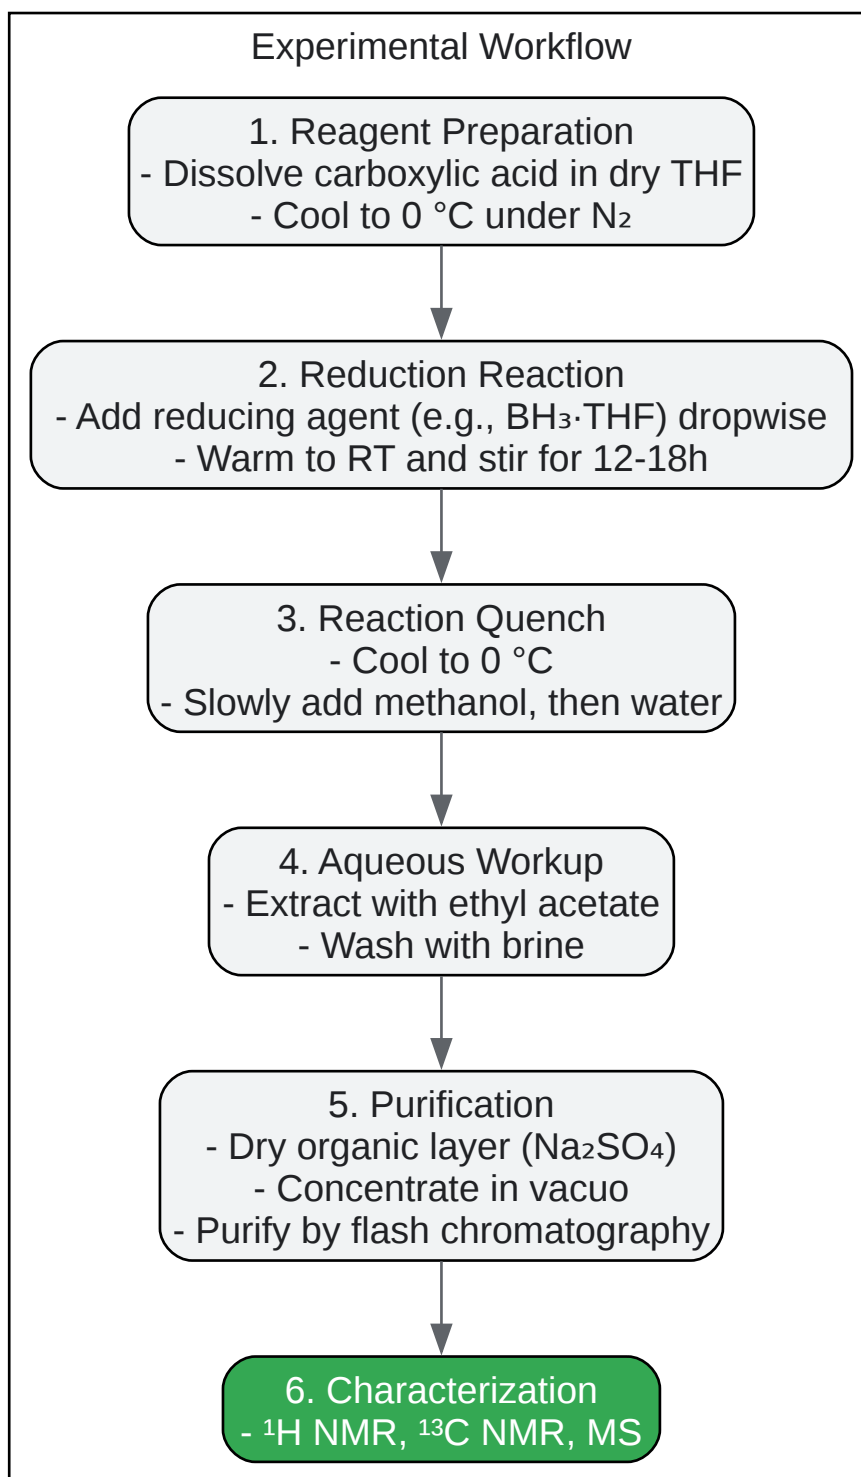 Experimental Workflow
1. Reagent Preparation
- Dissolve carboxylic acid in dry THF
- Cool to 0 °C under N₂
2. Reduction Reaction
- Add reducing agent (e.g., BH₃·THF) dropwise
- Warm to RT and stir for 12-18h
3. Reaction Quench
- Cool to 0 °C
- Slowly add methanol, then water
4. Aqueous Workup
- Extract with ethyl acetate
- Wash with brine
5. Purification
- Dry organic layer (Na₂SO₄)
- Concentrate in vacuo
- Purify by flash chromatography
6. Characterization
- ¹H NMR, ¹³C NMR, MS